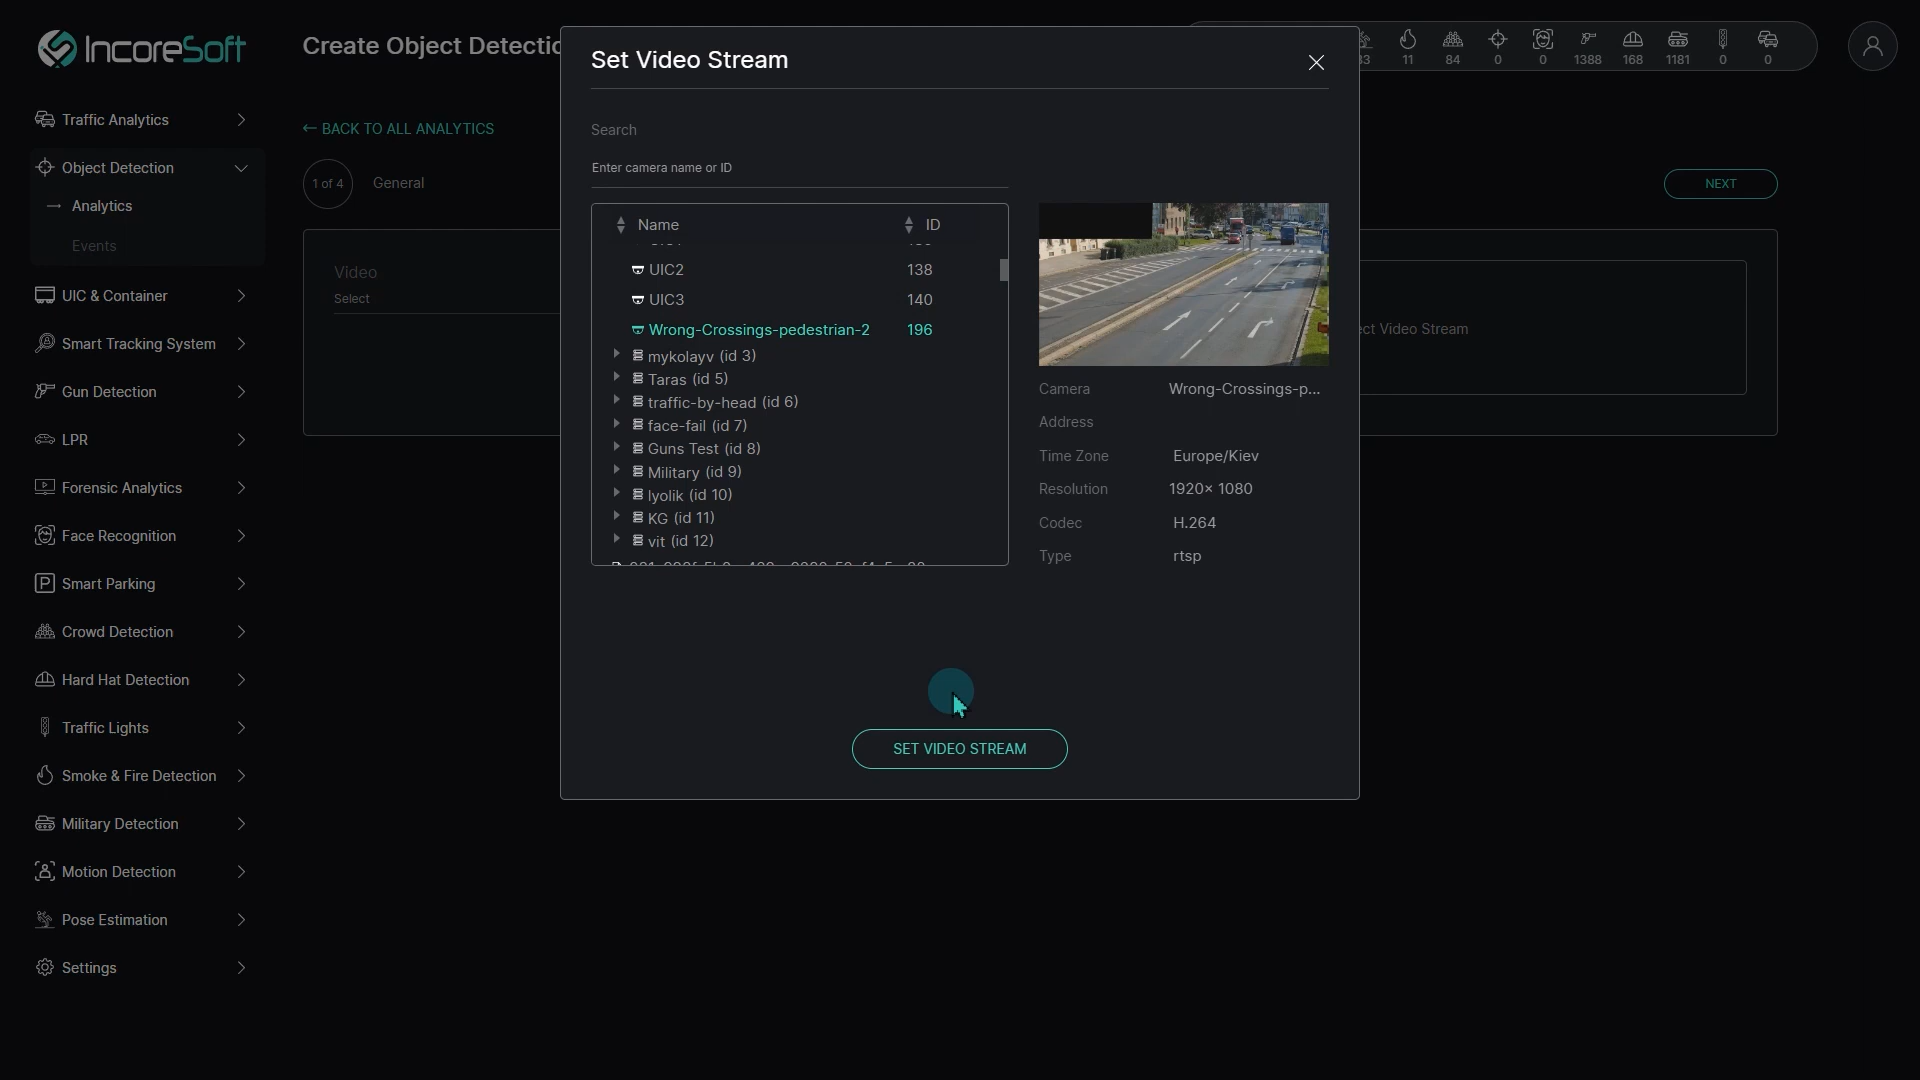 IncoreSoft
Create Object Detectio
Set Video Stream
11
84
0
0
1388
168
1181
0
0
Traffic Analytics
Object Detection
Analytics
Events
UIC & Container
Smart Tracking System
Gun Detection
LPR
Forensic Analytics
Face Recognition
Smart Parking
Crowd Detection
Hard Hat Detection
Traffic Lights
Smoke & Fire Detection
Military Detection
Motion Detection
Pose Estimation
Settings
← BACK TO ALL ANALYTICS
1 of 4
General
NEXT
Video
Select
ct Video Stream
Search
Enter camera name or ID
Name ID
UIC2 138
UIC3 140
Wrong-Crossings-pedestrian-2 196
mykolayv (id 3)
Taras (id 5)
traffic-by-head (id 6)
face-fail (id 7)
Guns Test (id 8)
Military (id 9)
lyolik (id 10)
KG (id 11)
vit (id 12)
Camera Wrong-Crossings-p...
Address
Time Zone Europe/Kiev
Resolution 1920x 1080
Codec H.264
Type rtsp
SET VIDEO STREAM